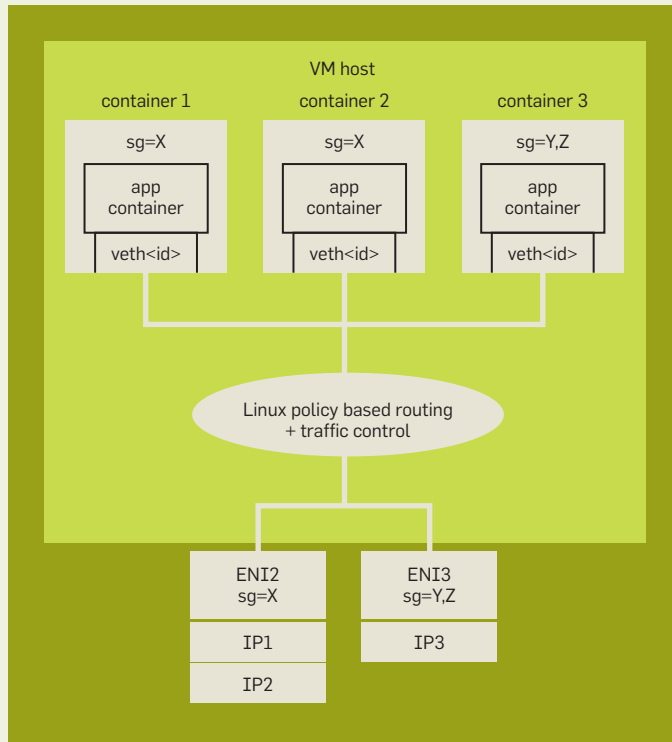 VM host
container 1
container 2
container 3
sg=X
sg=X
sg=Y,Z
app
container
app
container
app
container
veth<id>
veth<id>
veth<id>
Linux policy based routing
+ traffic control
ENI2
sg=X
ENI3
sg=Y,Z
IP1
IP3
IP2